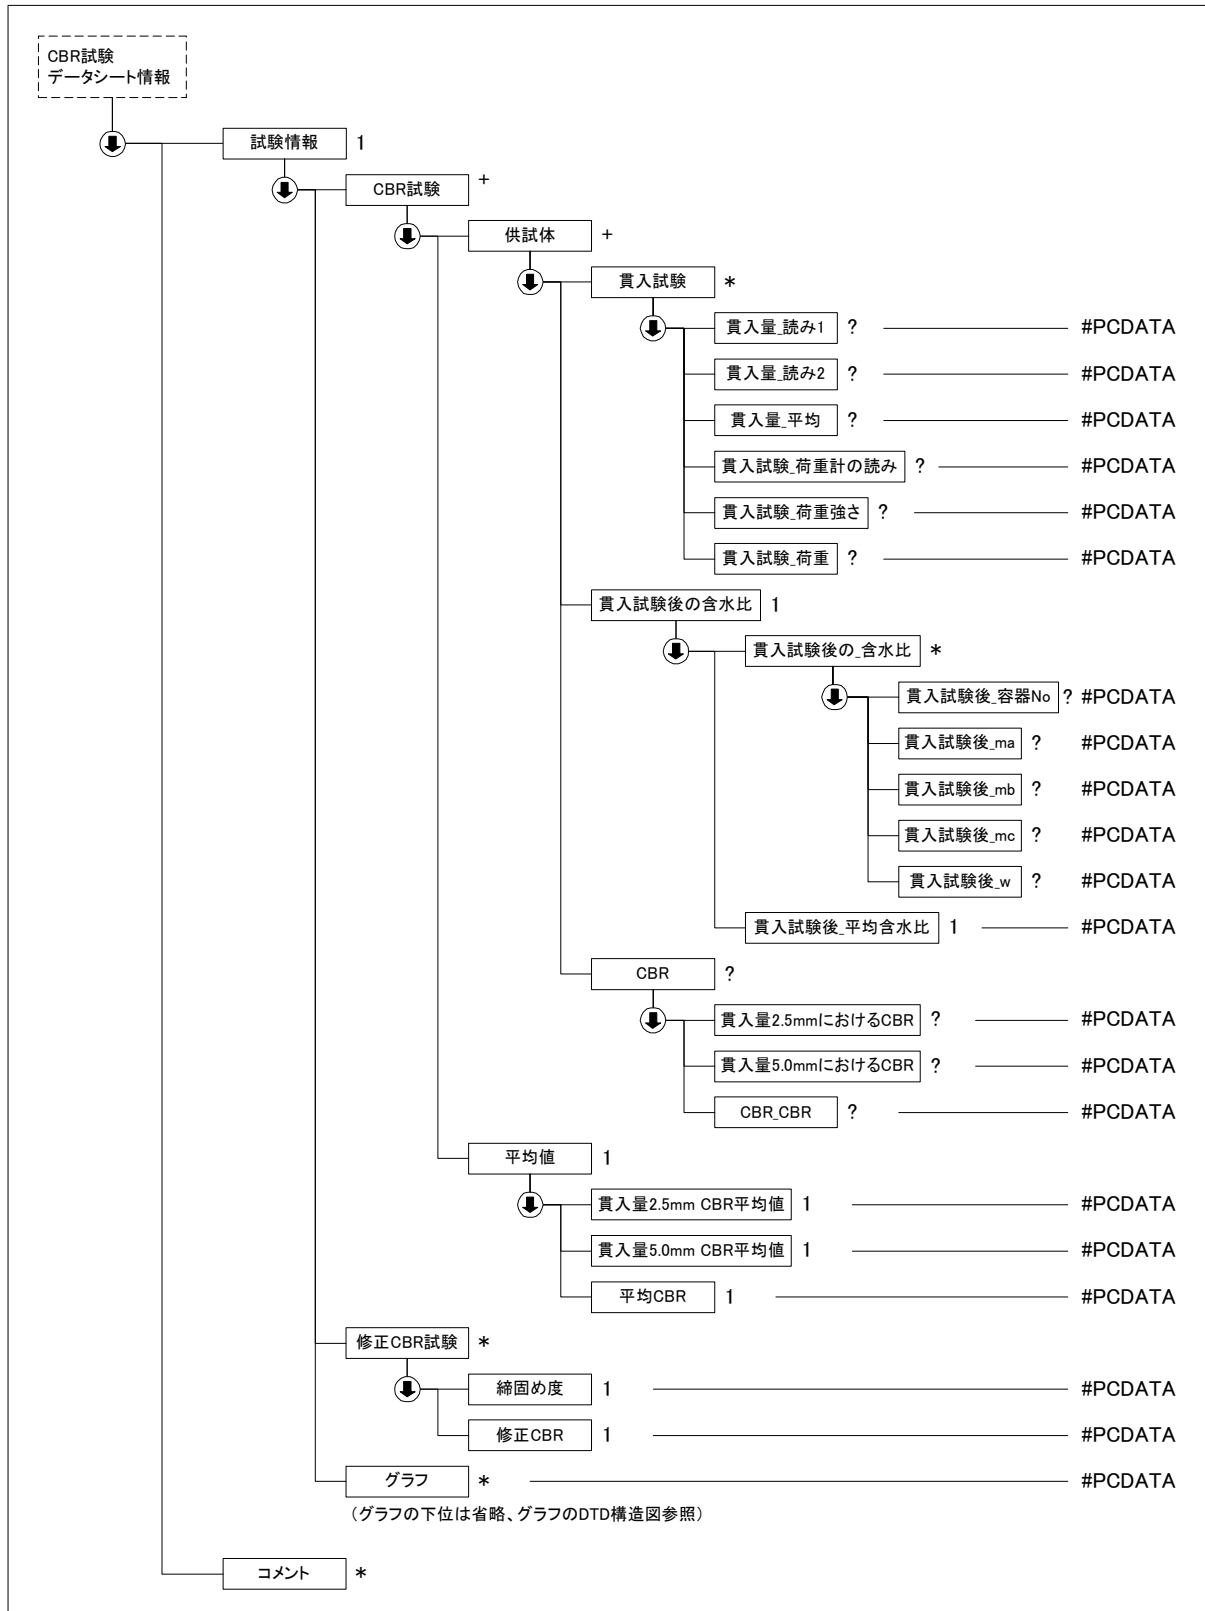 CBR試験
データシート情報
試験情報 1
CBR試験 +
供試体 +
貫入試験 *
貫入量_読み1 ? #PCDATA
貫入量_読み2 ? #PCDATA
貫入量_平均 ? #PCDATA
貫入試験_荷重計の読み ? #PCDATA
貫入試験_荷重強さ ? #PCDATA
貫入試験_荷重 ? #PCDATA
貫入試験後の含水比 1
貫入試験後の_含水比 *
貫入試験後_容器No ? #PCDATA
貫入試験後_ma ? #PCDATA
貫入試験後_mb ? #PCDATA
貫入試験後_mc ? #PCDATA
貫入試験後_w ? #PCDATA
貫入試験後_平均含水比 1 #PCDATA
CBR ?
貫入量2.5mmにおけるCBR ? #PCDATA
貫入量5.0mmにおけるCBR ? #PCDATA
CBR_CBR ? #PCDATA
平均値 1
貫入量2.5mm CBR平均値 1 #PCDATA
貫入量5.0mm CBR平均値 1 #PCDATA
平均CBR 1 #PCDATA
修正CBR試験 *
締固め度 1 #PCDATA
修正CBR 1 #PCDATA
グラフ * #PCDATA
（グラフの下位は省略、グラフのDTD構造図参照）
コメント *